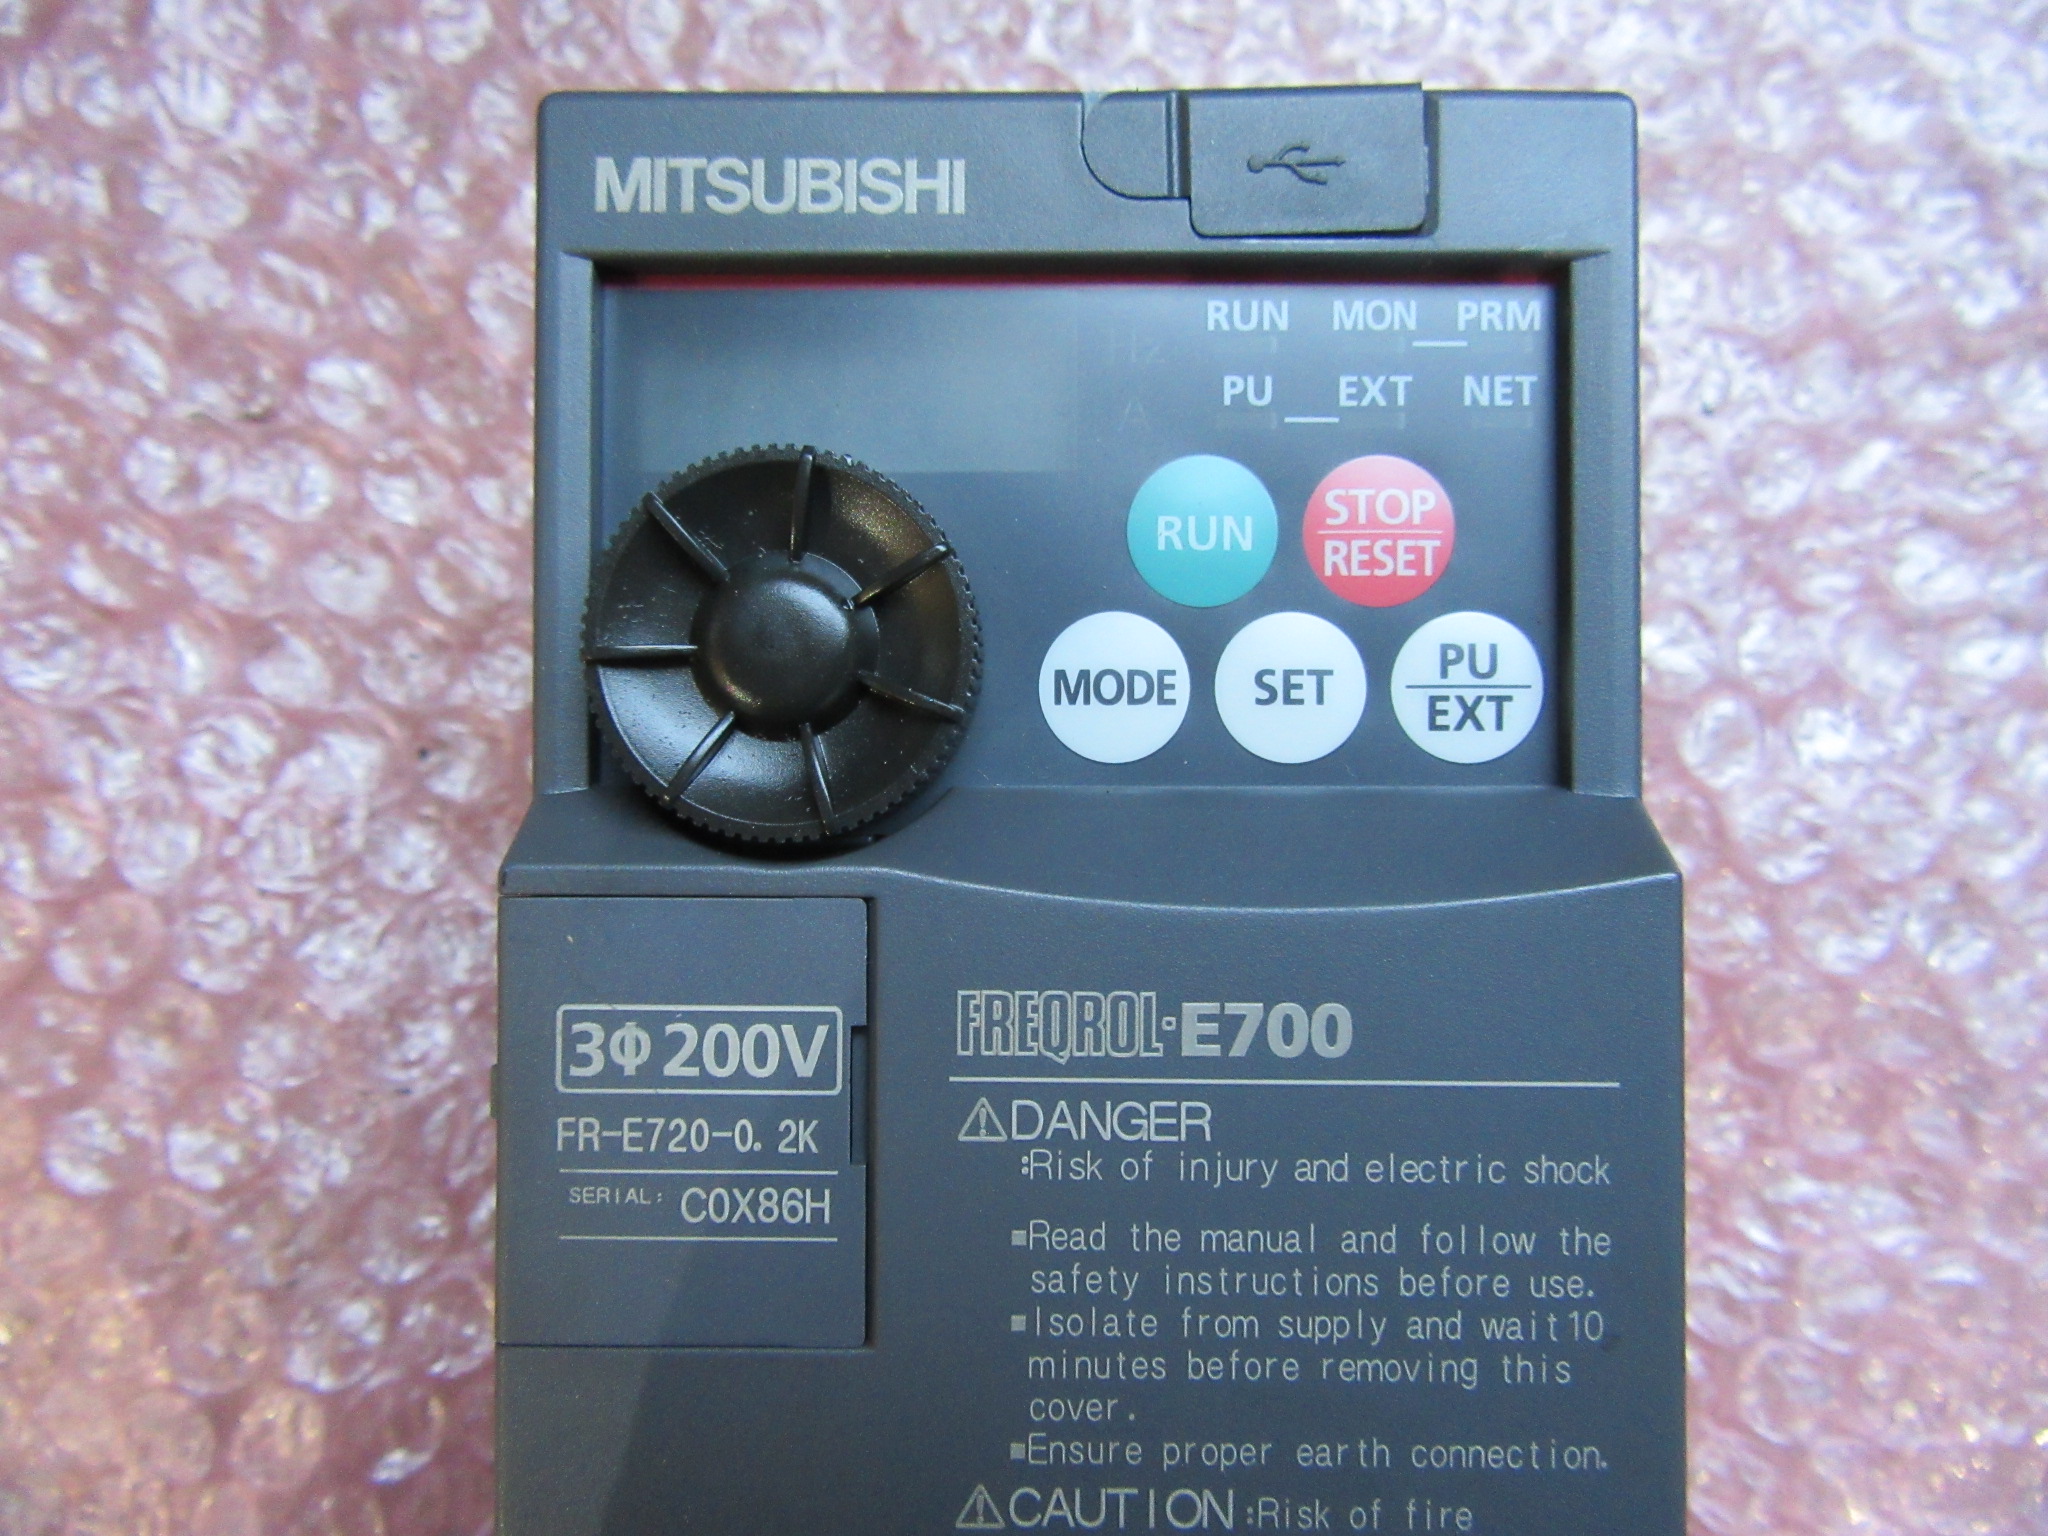 MITSUBISHI
RUN MON PRM
Hz
PU EXT NET
A
RUN STOP
RESET
MODE SET PU
EXT
3Φ 200V
FR-E720-0. 2K
SERIAL: C0X86H
FREQROL-E700
⚠DANGER
:Risk of injury and electric shock
■Read the manual and follow the
safety instructions before use.
■Isolate from supply and wait 10
minutes before removing this
cover.
■Ensure proper earth connection.
⚠CAUTION :Risk of fire